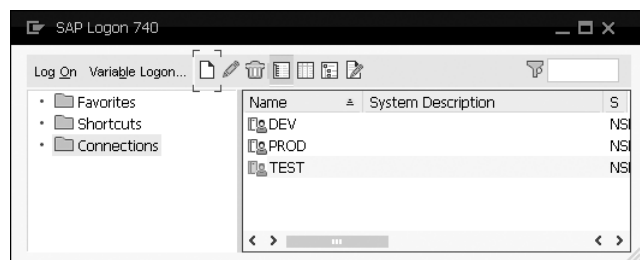 SAP Logon 740
Log On Variable Logon...
Favorites
Shortcuts
Connections
Name System Description S
DEV NSI
PROD NSI
TEST NSI